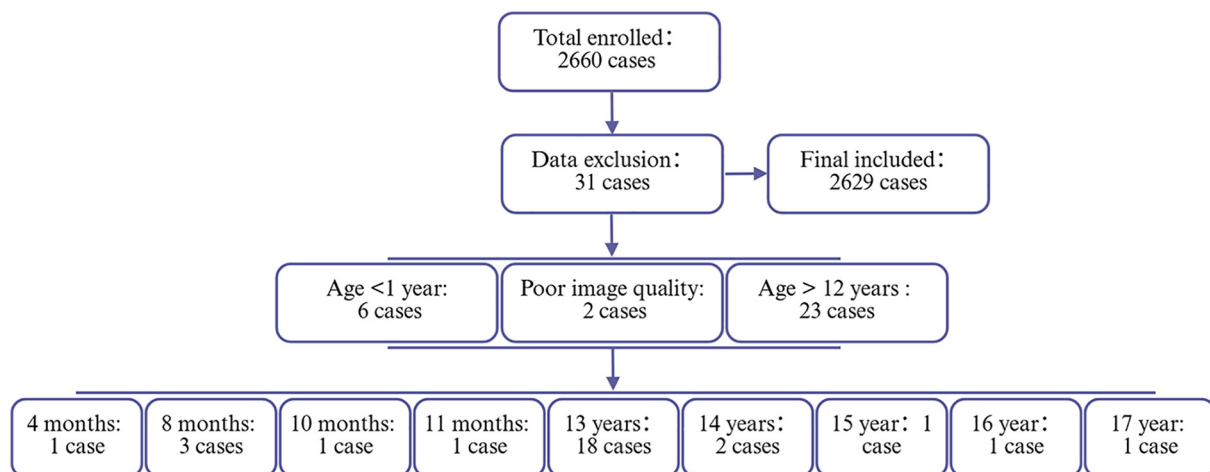 Total enrolled：
2660 cases
Data exclusion：
31 cases
Final included：
2629 cases
Age <1 year:
6 cases
Poor image quality:
2 cases
Age > 12 years :
23 cases
4 months:
1 case
8 months:
3 cases
10 months:
1 case
11 months:
1 case
13 years：
18 cases
14 years：
2 cases
15 year：1
case
16 year：
1 case
17 year:
1 case